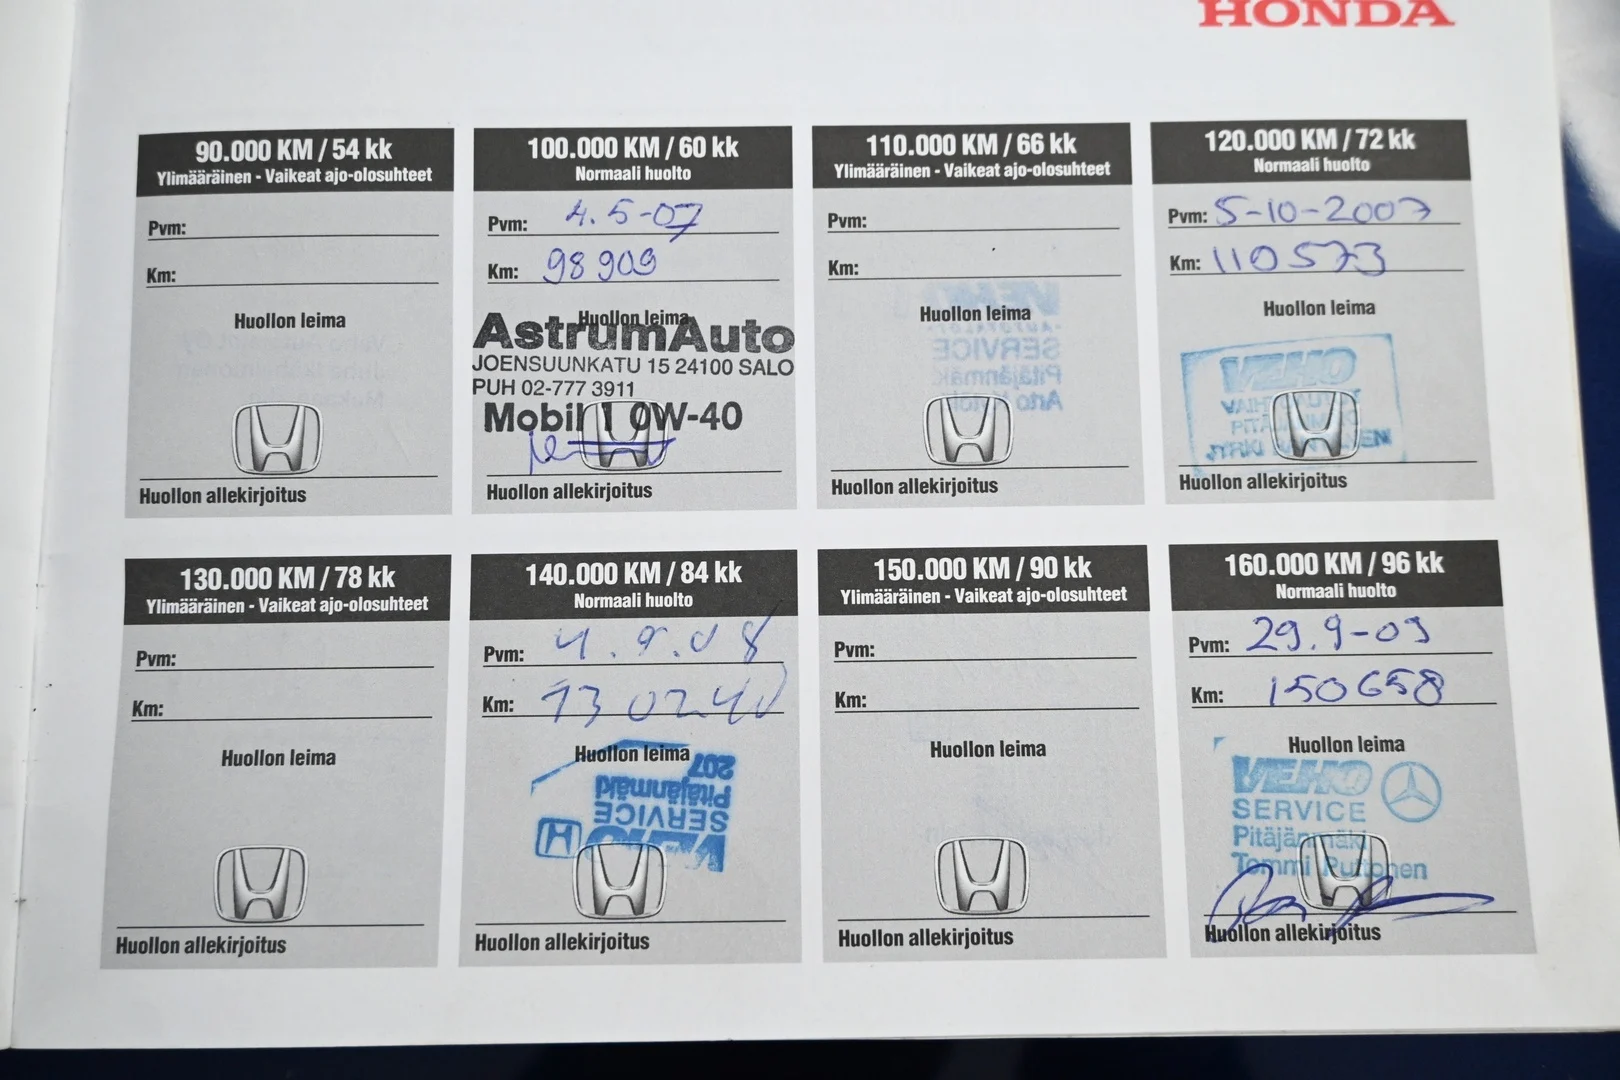 HONDA
90.000 KM / 54 kk
Ylimääräinen - Vaikeat ajo-olosuhteet
Pvm:
Km:
Huollon leima
Huollon allekirjoitus
100.000 KM / 60 kk
Normaali huolto
Pvm: 4.5-07
Km: 98 909
Huollon leima
AstrumAuto
JOENSUUNKATU 15 24100 SALO
PUH 02-777 3911
Mobil 1 0W-40
Huollon allekirjoitus
110.000 KM / 66 kk
Ylimääräinen - Vaikeat ajo-olosuhteet
Pvm:
Km:
Huollon leima
Huollon allekirjoitus
120.000 KM / 72 kk
Normaali huolto
Pvm: 5-10-2007
Km: 110573
Huollon leima
VEHO
Huollon allekirjoitus
130.000 KM / 78 kk
Ylimääräinen - Vaikeat ajo-olosuhteet
Pvm:
Km:
Huollon leima
Huollon allekirjoitus
140.000 KM / 84 kk
Normaali huolto
Pvm: 4.9.08
Km: 130240
Huollon leima
207
Pitäjänmäki
SERVICE
VEHO
Huollon allekirjoitus
150.000 KM / 90 kk
Ylimääräinen - Vaikeat ajo-olosuhteet
Pvm:
Km:
Huollon leima
Huollon allekirjoitus
160.000 KM / 96 kk
Normaali huolto
Pvm: 29.9-09
Km: 150658
Huollon leima
VEHO
SERVICE
Pitäjänmäki
Tommi Puttonen
Huollon allekirjoitus